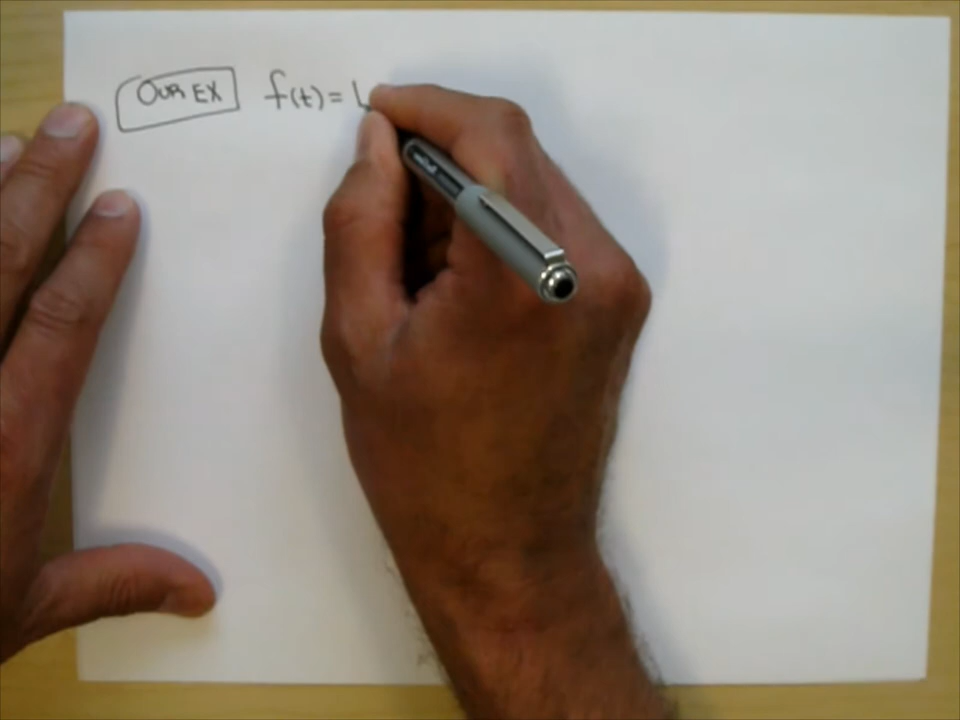 OUR EX f(t) = L